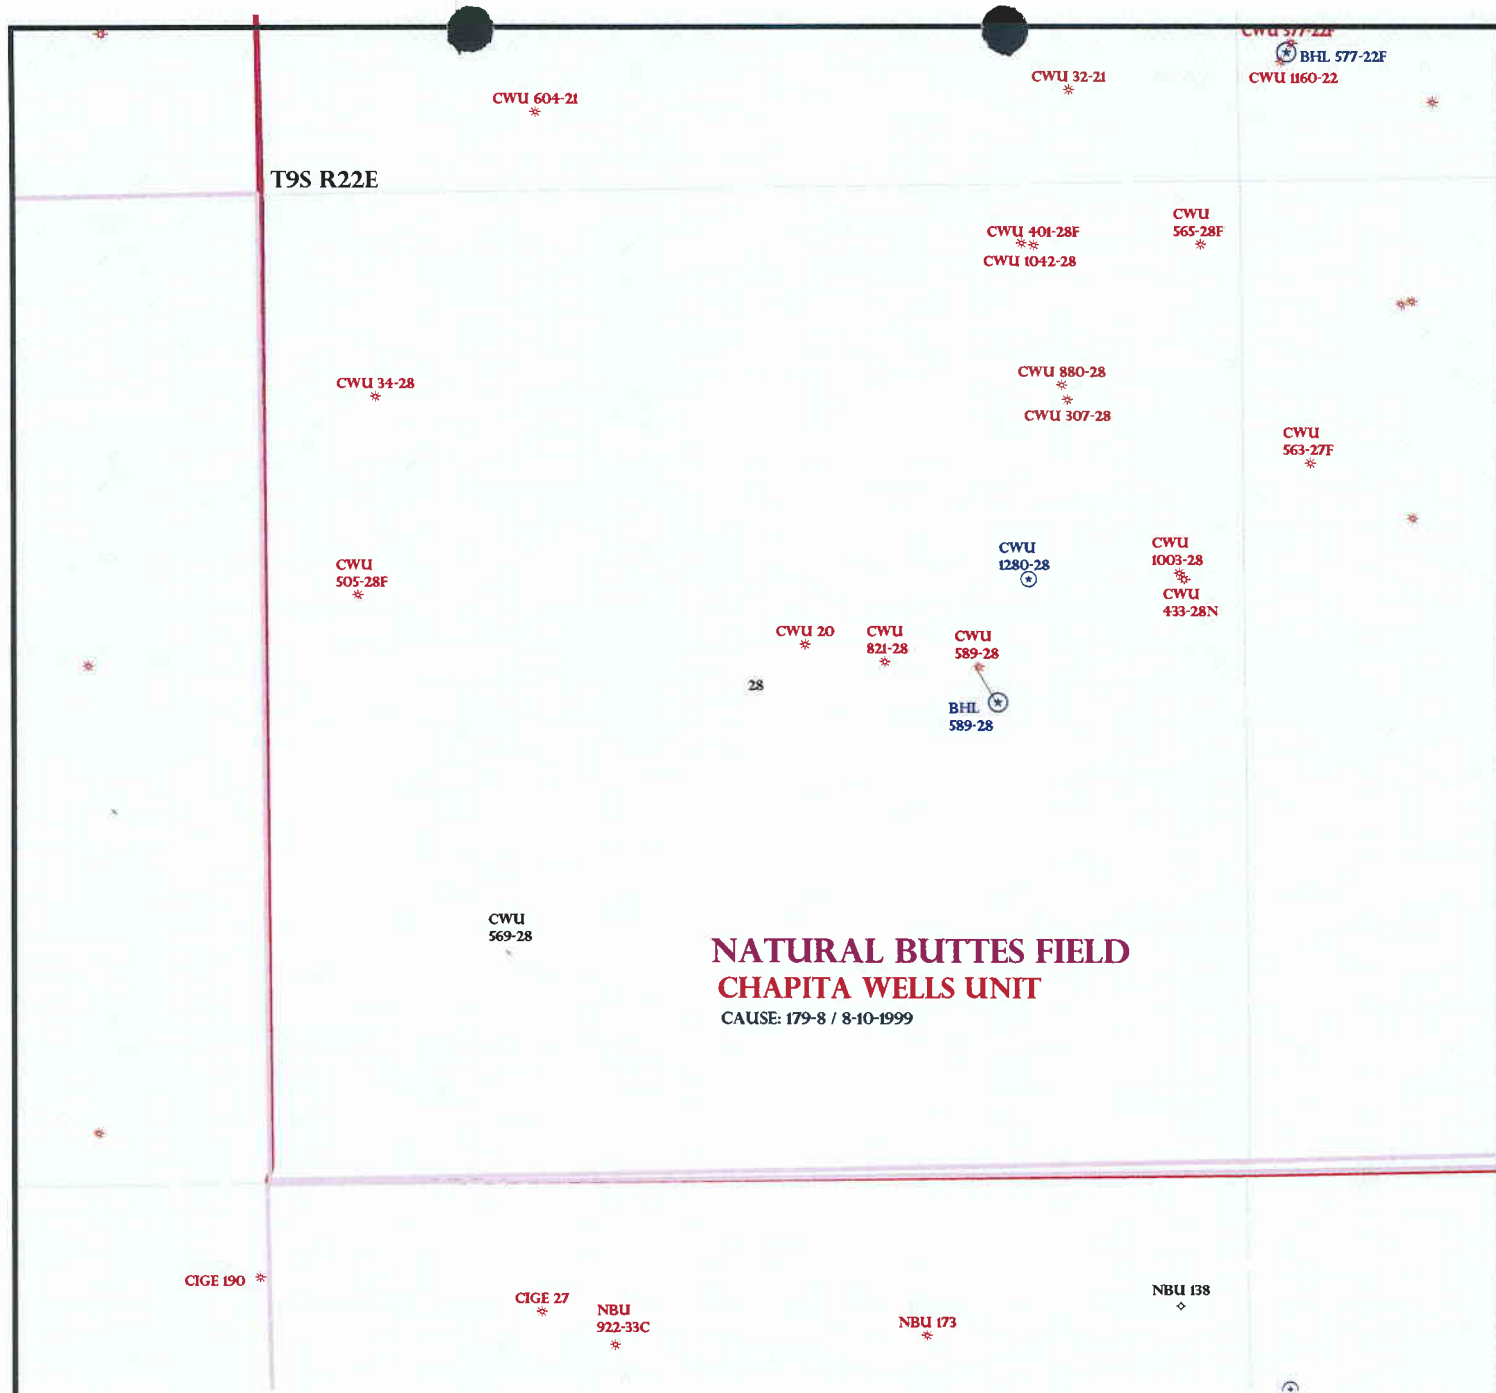 CWU 577-22F
BHL 577-22F
CWU 1160-22
CWU 32-21
CWU 604-21
T9S R22E
CWU
565-28F
CWU 401-28F
CWU 1042-28
CWU 34-28
CWU 880-28
CWU 307-28
CWU
563-27F
CWU
1280-28
CWU
1003-28
CWU
433-28N
CWU
505-28F
CWU 20
CWU
821-28
CWU
589-28
28
BHL
589-28
CWU
569-28
NATURAL BUTTES FIELD
CHAPITA WELLS UNIT
CAUSE: 179-8 / 8-10-1999
CIGE 190
CIGE 27
NBU
922-33C
NBU 173
NBU 138